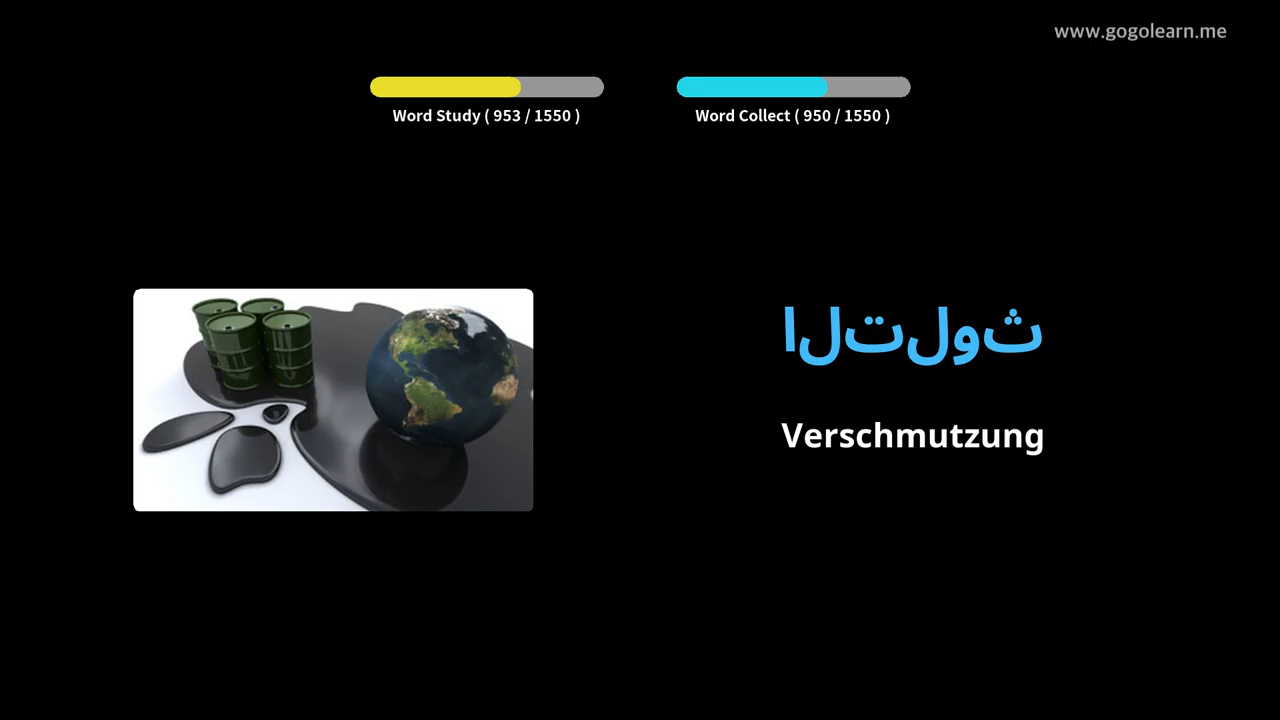 www.gogolearn.me
Word Study ( 953 / 1550 )
Word Collect ( 950 / 1550 )
التلوث
Verschmutzung